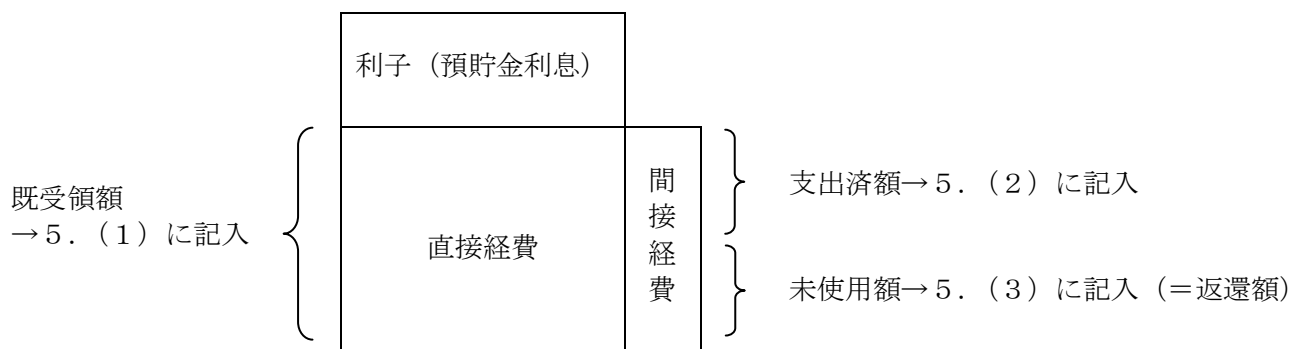 利子（預貯金利息）
既受領額
→５．（１）に記入
直接経費
間接経費
支出済額→５．（２）に記入
未使用額→５．（３）に記入（＝返還額）